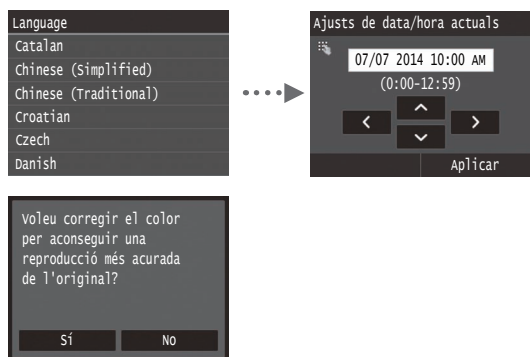 Language
Catalan
Chinese (Simplified)
Chinese (Traditional)
Croatian
Czech
Danish
Ajusts de data/hora actuals
07/07 2014 10:00 AM
(0:00-12:59)
Aplicar
Voleu corregir el color
per aconseguir una
reproducció més acurada
de l'original?
Sí No